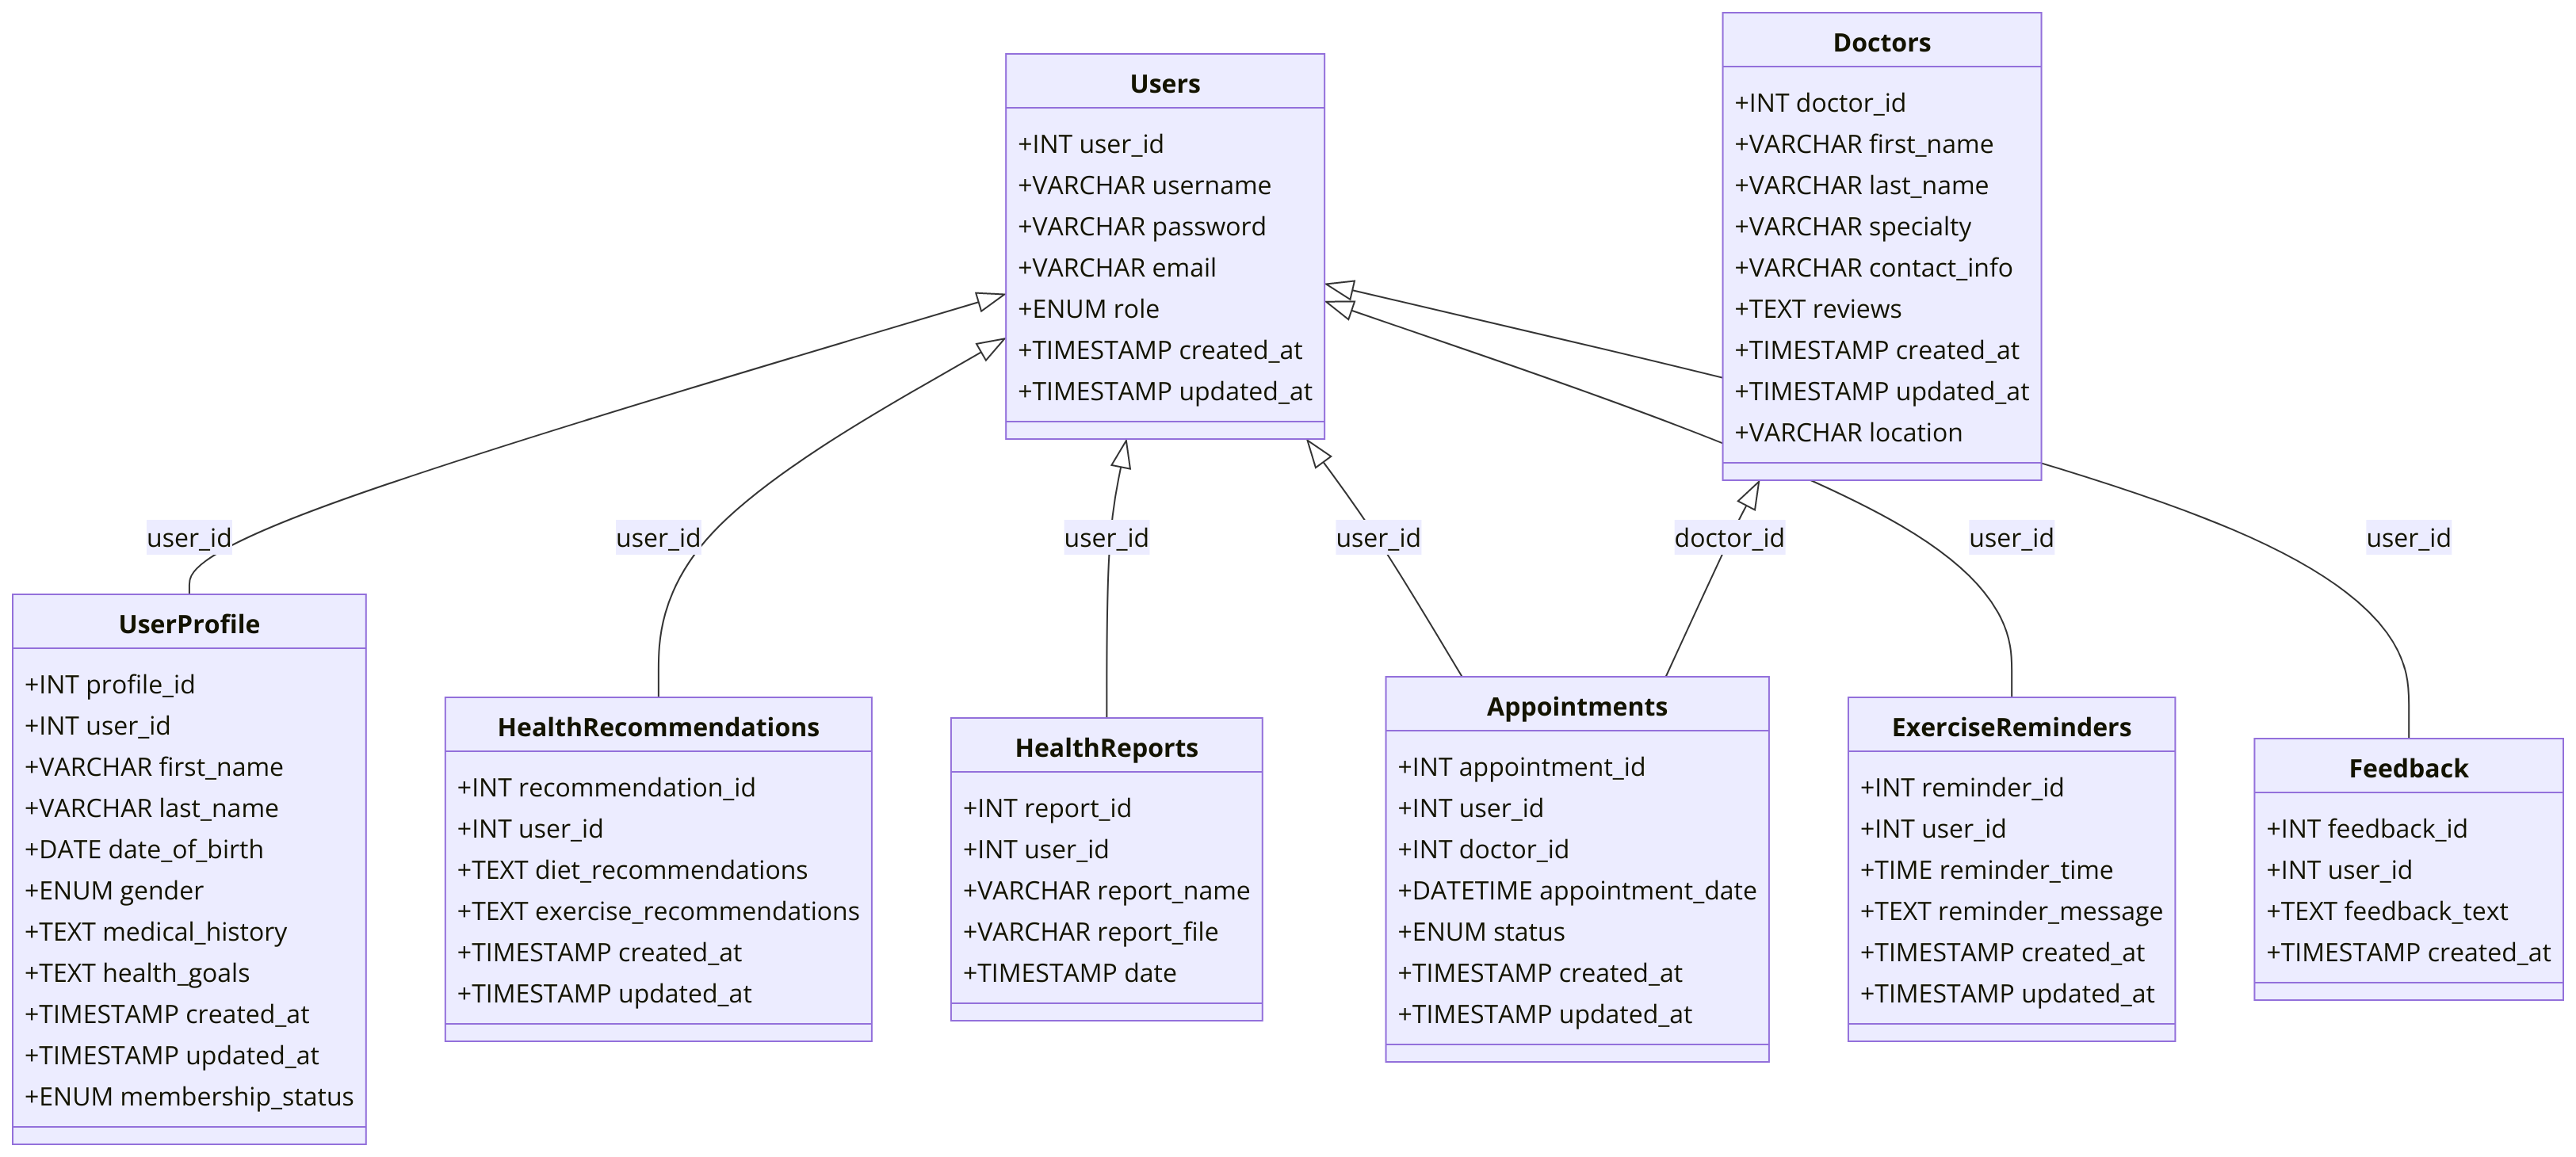 Users
+INT user_id
+VARCHAR username
+VARCHAR password
+VARCHAR email
+ENUM role
+TIMESTAMP created_at
+TIMESTAMP updated_at
Doctors
+INT doctor_id
+VARCHAR first_name
+VARCHAR last_name
+VARCHAR specialty
+VARCHAR contact_info
+TEXT reviews
+TIMESTAMP created_at
+TIMESTAMP updated_at
+VARCHAR location
user_id
user_id
user_id
user_id
doctor_id
user_id
user_id
UserProfile
+INT profile_id
+INT user_id
+VARCHAR first_name
+VARCHAR last_name
+DATE date_of_birth
+ENUM gender
+TEXT medical_history
+TEXT health_goals
+TIMESTAMP created_at
+TIMESTAMP updated_at
+ENUM membership_status
HealthRecommendations
+INT recommendation_id
+INT user_id
+TEXT diet_recommendations
+TEXT exercise_recommendations
+TIMESTAMP created_at
+TIMESTAMP updated_at
HealthReports
+INT report_id
+INT user_id
+VARCHAR report_name
+VARCHAR report_file
+TIMESTAMP date
Appointments
+INT appointment_id
+INT user_id
+INT doctor_id
+DATETIME appointment_date
+ENUM status
+TIMESTAMP created_at
+TIMESTAMP updated_at
ExerciseReminders
+INT reminder_id
+INT user_id
+TIME reminder_time
+TEXT reminder_message
+TIMESTAMP created_at
+TIMESTAMP updated_at
Feedback
+INT feedback_id
+INT user_id
+TEXT feedback_text
+TIMESTAMP created_at